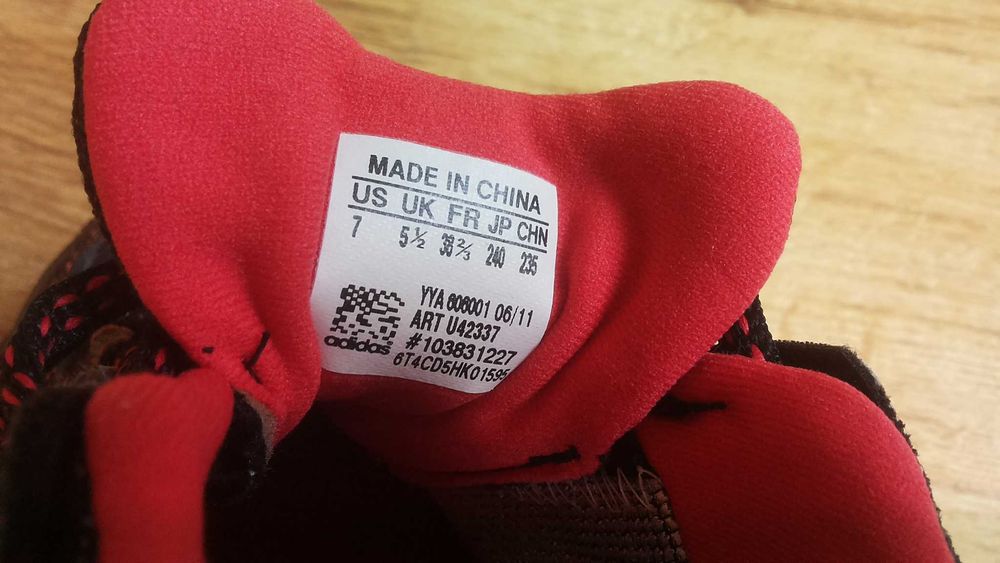 MADE IN CHINA
US UK FR JP CHN
7 5½ 38⅔ 240 235
YYA 606001 06/11
ART U42337
#103831227
adidas
6T4CD5HK01595